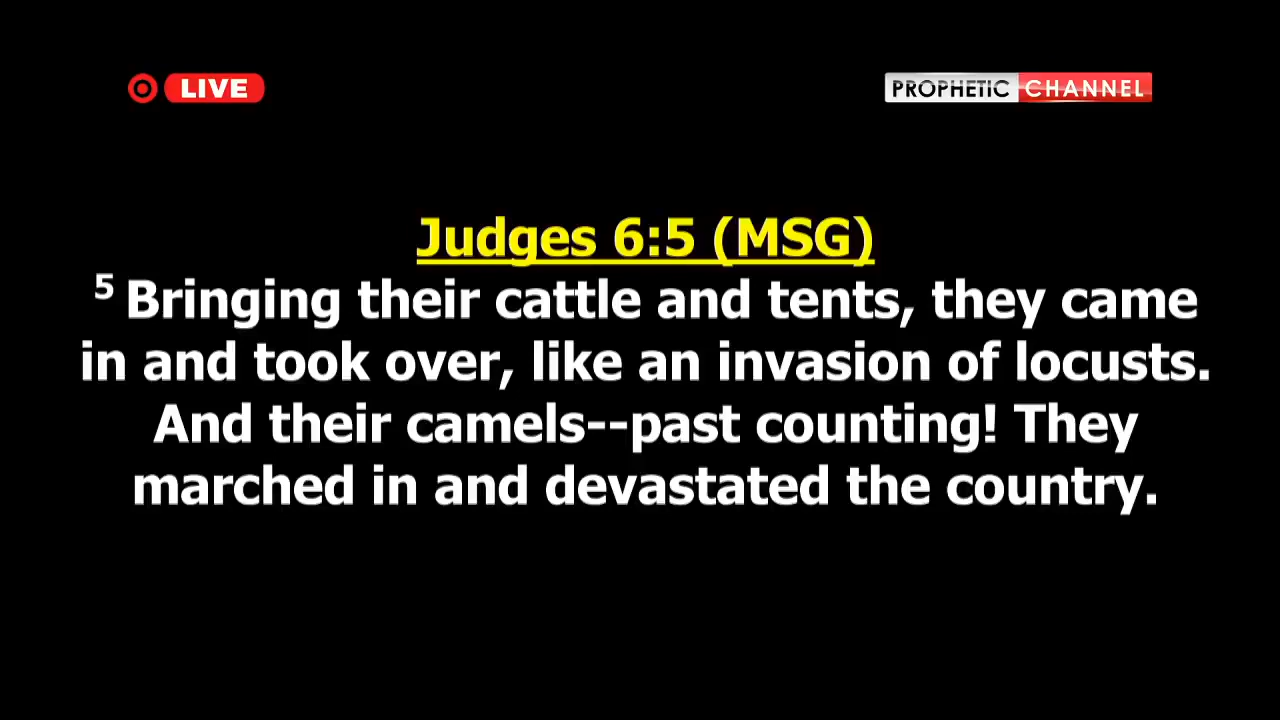 LIVE
PROPHETIC CHANNEL
Judges 6:5 (MSG)
5 Bringing their cattle and tents, they came
in and took over, like an invasion of locusts.
And their camels--past counting! They
marched in and devastated the country.